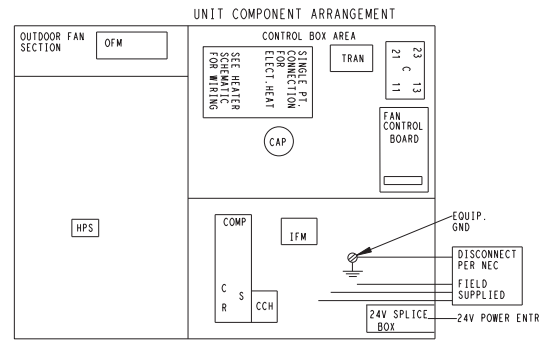 UNIT COMPONENT ARRANGEMENT
OUTDOOR FAN
SECTION
OFM
CONTROL BOX AREA
SINGLE PT.
CONNECTION
FOR
ELECT.HEAT
SEE HEATER
SCHEMATIC
FOR WIRING
TRAN
23
21
C
13
11
FAN
CONTROL
BOARD
CAP
HPS
COMP
IFM
C
S
R
CCH
EQUIP.
GND
DISCONNECT
PER NEC
FIELD
SUPPLIED
24V SPLICE
BOX
24V POWER ENTR